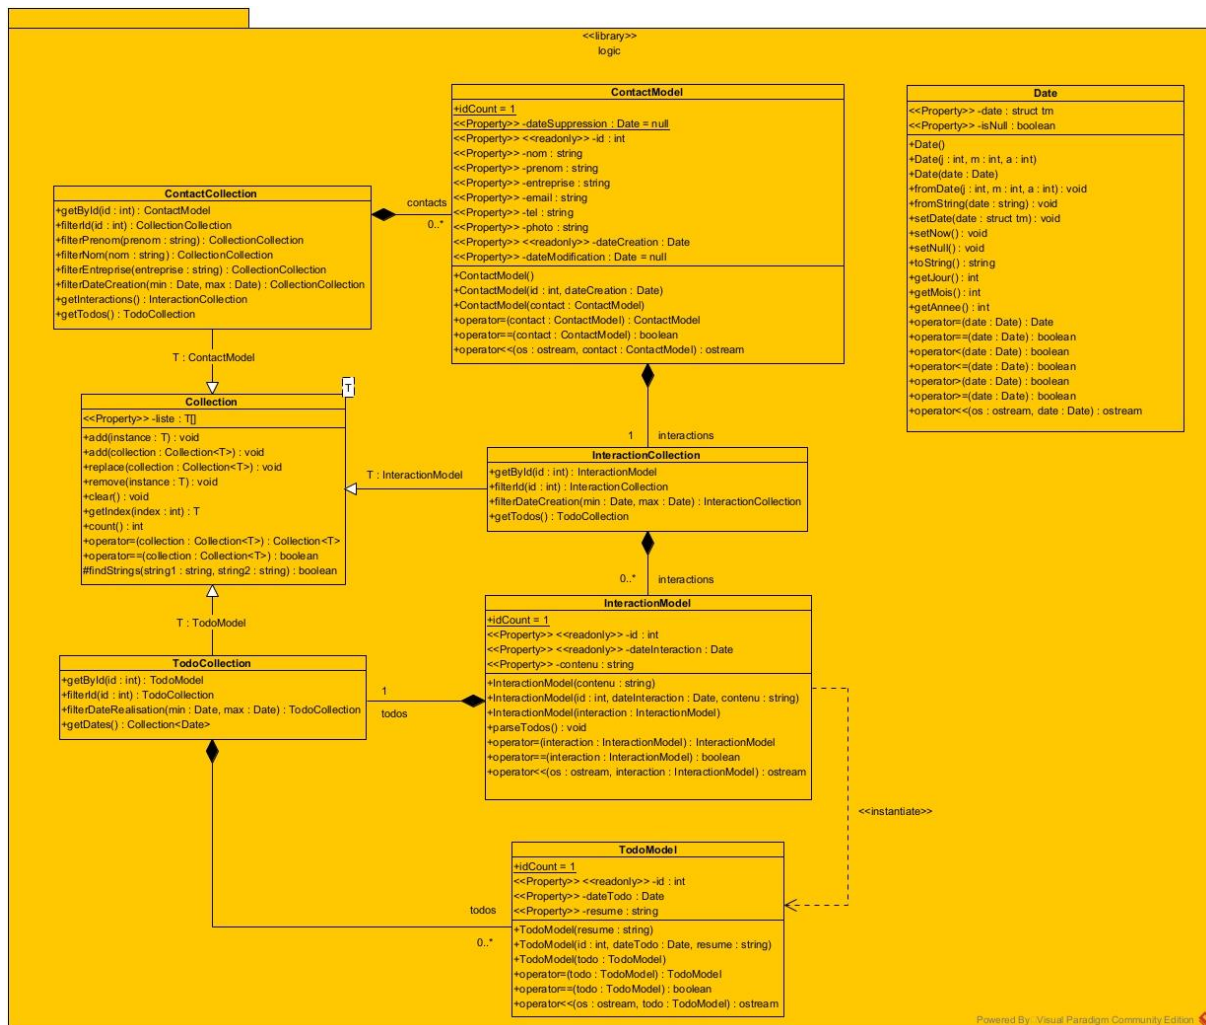 <<library>>
logic
ContactModel
+idCount = 1
<<Property>> -dateSuppression : Date = null
<<Property>> <<readonly>> -id : int
<<Property>> -nom : string
<<Property>> -prenom : string
<<Property>> -entreprise : string
<<Property>> -email : string
<<Property>> -tel : string
<<Property>> -photo : string
<<Property>> <<readonly>> -dateCreation : Date
<<Property>> -dateModification : Date = null
+ContactModel()
+ContactModel(id : int, dateCreation : Date)
+ContactModel(contact : ContactModel)
+operator=(contact : ContactModel) : ContactModel
+operator==(contact : ContactModel) : boolean
+operator<<(os : ostream, contact : ContactModel) : ostream
Date
<<Property>> -date : struct tm
<<Property>> -isNull : boolean
+Date()
+Date(j : int, m : int, a : int)
+Date(date : Date)
+fromDate(j : int, m : int, a : int) : void
+fromString(date : string) : void
+setDate(date : struct tm) : void
+setNow() : void
+setNull() : void
+toString() : string
+getJour() : int
+getMois() : int
+getAnnee() : int
+operator=(date : Date) : Date
+operator==(date : Date) : boolean
+operator<(date : Date) : boolean
+operator<=(date : Date) : boolean
+operator>(date : Date) : boolean
+operator>=(date : Date) : boolean
+operator<<(os : ostream, date : Date) : ostream
ContactCollection
+getById(id : int) : ContactModel
+filterId(id : int) : CollectionCollection
+filterPrenom(prenom : string) : CollectionCollection
+filterNom(nom : string) : CollectionCollection
+filterEntreprise(entreprise : string) : CollectionCollection
+filterDateCreation(min : Date, max : Date) : CollectionCollection
+getInteractions() : InteractionCollection
+getTodos() : TodoCollection
contacts
0..*
T : ContactModel
T
Collection
<<Property>> -liste : T[]
+add(instance : T) : void
+add(collection : Collection<T>) : void
+replace(collection : Collection<T>) : void
+remove(instance : T) : void
+clear() : void
+getIndex(index : int) : T
+count() : int
+operator=(collection : Collection<T>) : Collection<T>
+operator==(collection : Collection<T>) : boolean
#findStrings(string1 : string, string2 : string) : boolean
1 interactions
T : InteractionModel
InteractionCollection
+getById(id : int) : InteractionModel
+filterId(id : int) : InteractionCollection
+filterDateCreation(min : Date, max : Date) : InteractionCollection
+getTodos() : TodoCollection
0..* interactions
InteractionModel
+idCount = 1
<<Property>> <<readonly>> -id : int
<<Property>> <<readonly>> -dateInteraction : Date
<<Property>> -contenu : string
+InteractionModel(contenu : string)
+InteractionModel(id : int, dateInteraction : Date, contenu : string)
+InteractionModel(interaction : InteractionModel)
+parseTodos() : void
+operator=(interaction : InteractionModel) : InteractionModel
+operator==(interaction : InteractionModel) : boolean
+operator<<(os : ostream, interaction : InteractionModel) : ostream
T : TodoModel
TodoCollection
+getById(id : int) : TodoModel
+filterId(id : int) : TodoCollection
+filterDateRealisation(min : Date, max : Date) : TodoCollection
+getDates() : Collection<Date>
1
todos
<<instantiate>>
TodoModel
+idCount = 1
<<Property>> <<readonly>> -id : int
<<Property>> -dateTodo : Date
<<Property>> -resume : string
+TodoModel(resume : string)
+TodoModel(id : int, dateTodo : Date, resume : string)
+TodoModel(todo : TodoModel)
+operator=(todo : TodoModel) : TodoModel
+operator==(todo : TodoModel) : boolean
+operator<<(os : ostream, todo : TodoModel) : ostream
todos
0..*
Powered By Visual Paradigm Community Edition